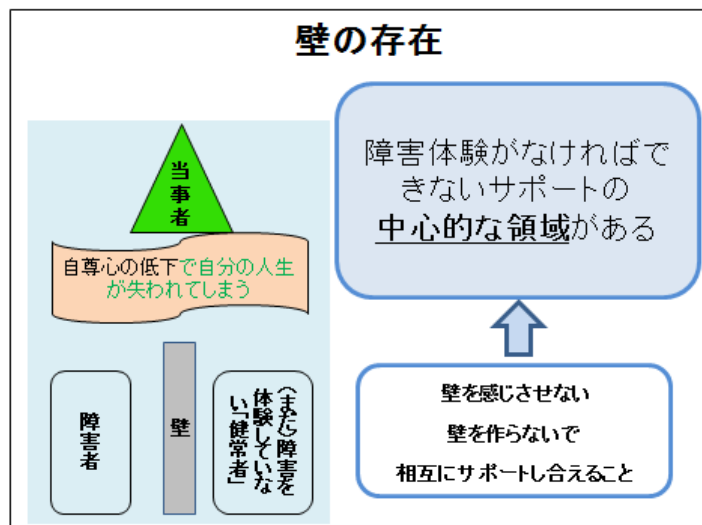 壁の存在
当事者
自尊心の低下で自分の人生
が失われてしまう
障害者
壁
(まだ)障害を
体験していな
い「健常者」
障害体験がなければで
きないサポートの
中心的な領域がある
壁を感じさせない
壁を作らないで
相互にサポートし合えること